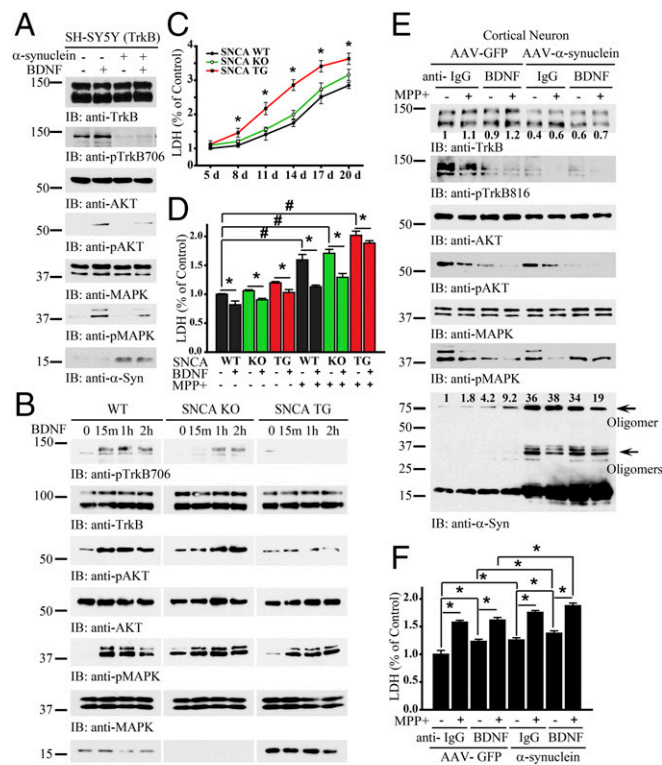 A
SH-SY5Y (TrkB)
α-synuclein - - + +
BDNF - + - +
150
IB: anti-TrkB
150
IB: anti-pTrkB706
50
IB: anti-AKT
50
IB: anti-pAKT
37
IB: anti-MAPK
37
IB: anti-pMAPK
15
IB: anti-α-Syn
C
LDH (% of Control)
4
3
2
1
0
SNCA WT
SNCA KO
SNCA TG
* * * * *
5 d 8 d 11 d 14 d 17 d 20 d
D
LDH (% of Control)
2.0
1.5
1.0
0.5
0.0
# # #
* * * * * *
SNCA WT KO TG WT KO TG
BDNF - + - + - + - + - + - +
MPP+ - - - - - - + + + + + +
B
WT SNCA KO SNCA TG
BDNF 0 15m 1h 2h 0 15m 1h 2h 0 15m 1h 2h
150
IB: anti-pTrkB706
100
IB: anti-TrkB
50
IB: anti-pAKT
50
IB: anti-AKT
37
IB: anti-pMAPK
37
IB: anti-MAPK
15
E
Cortical Neuron
AAV-GFP AAV-α-synuclein
anti- IgG BDNF IgG BDNF
MPP+ - + - + - + - +
150
1 1.1 0.9 1.2 0.4 0.6 0.6 0.7
IB: anti-TrkB
150
IB: anti-pTrkB816
50
IB: anti-AKT
50
IB: anti-pAKT
37
IB: anti-MAPK
37
IB: anti-pMAPK
1 1.8 4.2 9.2 36 38 34 19
75
Oligomer
37
25
Oligomers
15
IB: anti-α-Syn
F
LDH (% of Control)
2.0
1.5
1.0
0.5
0.0
* * * * * * * *
MPP+ - + - + - + - +
anti- IgG BDNF IgG BDNF
AAV- GFP α-synuclein